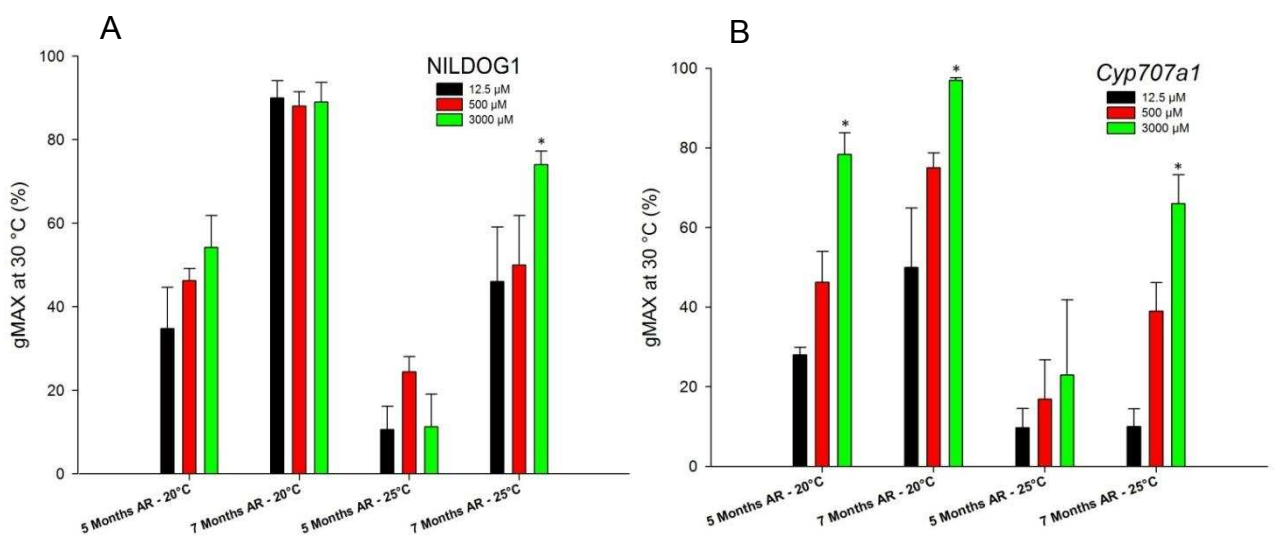 A
NILDOG1
12.5 µM
500 µM
3000 µM
gMAX at 30 °C (%)
100
80
60
40
20
0
*
5 Months AR - 20°C
7 Months AR - 20°C
5 Months AR - 25°C
7 Months AR - 25°C
B
Cyp707a1
12.5 µM
500 µM
3000 µM
gMAX at 30 °C (%)
100
80
60
40
20
0
*
*
*
5 Months AR - 20°C
7 Months AR - 20°C
5 Months AR - 25°C
7 Months AR - 25°C